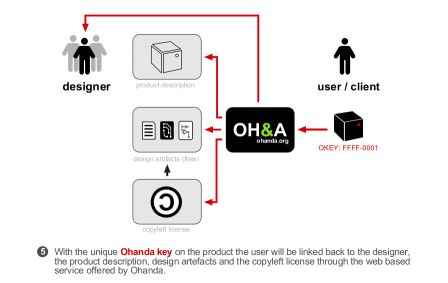 designer
user / client
product description
OH&A
ohanda.org
OKEY: FFFF-0001
design artifacts (files)
copyleft license
5 With the unique Ohanda key on the product the user will be linked back to the designer,
the product description, design artefacts and the copyleft license through the web based
service offered by Ohanda.